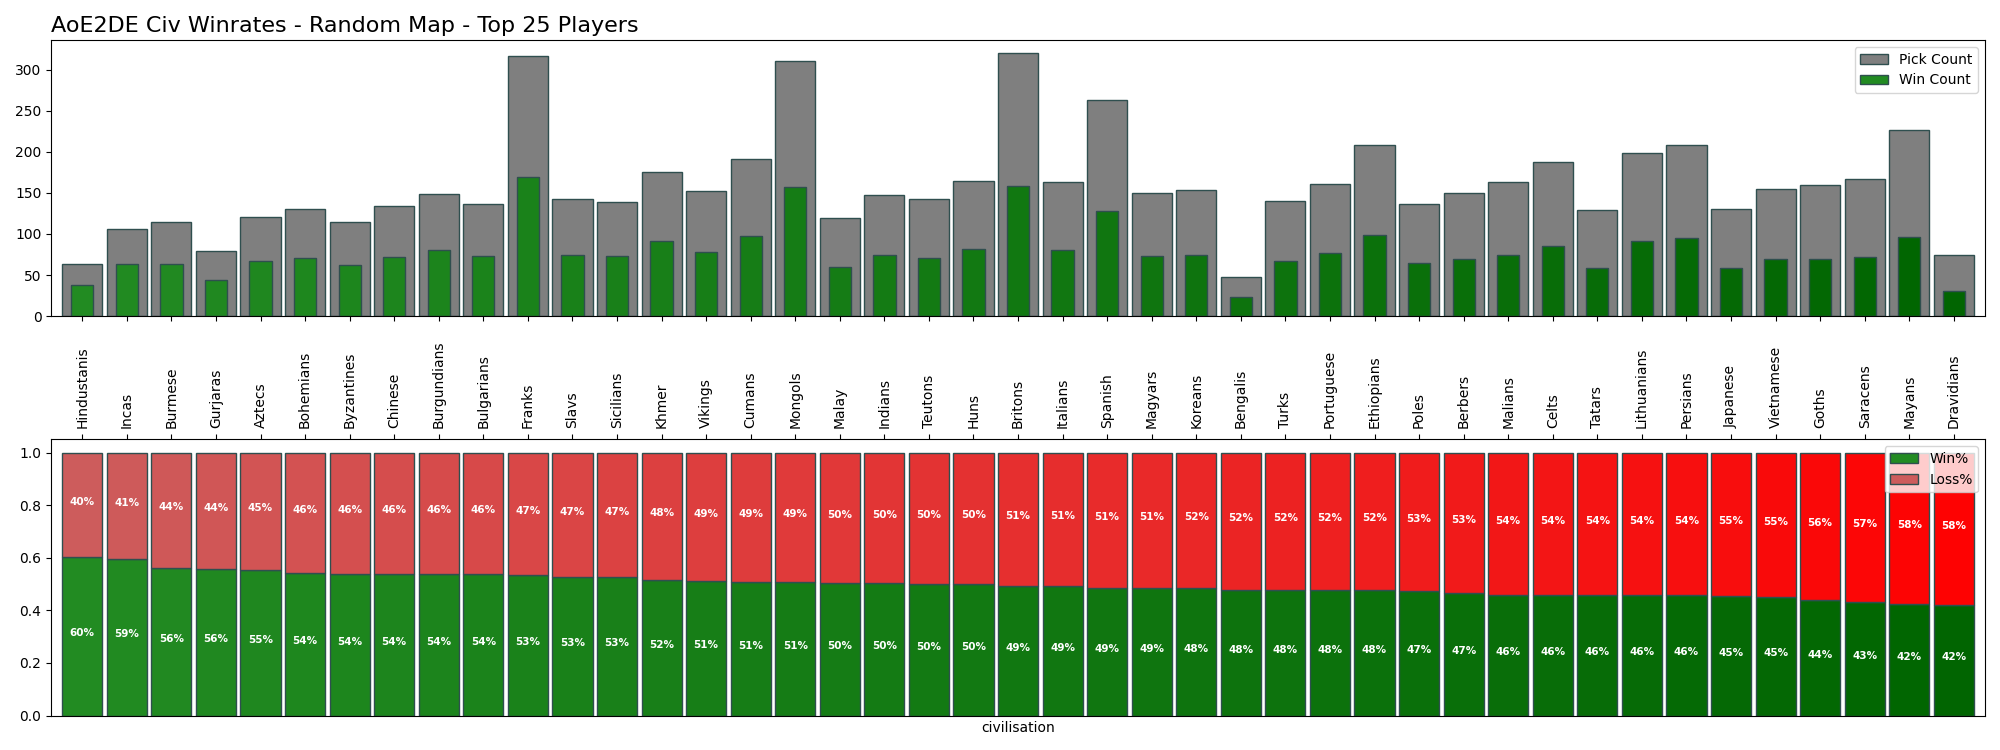 AoE2DE Civ Winrates - Random Map - Top 25 Players
Pick Count
Win Count
300
250
200
150
100
50
0
Hindustanis
Incas
Burmese
Gurjaras
Aztecs
Bohemians
Byzantines
Chinese
Burgundians
Bulgarians
Franks
Slavs
Sicilians
Khmer
Vikings
Cumans
Mongols
Malay
Indians
Teutons
Huns
Britons
Italians
Spanish
Magyars
Koreans
Bengalis
Turks
Portuguese
Ethiopians
Poles
Berbers
Malians
Celts
Tatars
Lithuanians
Persians
Japanese
Vietnamese
Goths
Saracens
Mayans
Dravidians
Win%
Loss%
1.0
0.8
0.6
0.4
0.2
0.0
40% 41% 44% 44% 45% 46% 46% 46% 46% 46% 47% 47% 47% 48% 49% 49% 49% 50% 50% 50% 50% 51% 51% 51% 51% 52% 52% 52% 52% 52% 53% 53% 54% 54% 54% 54% 54% 55% 55% 56% 57% 58% 58%
60% 59% 56% 56% 55% 54% 54% 54% 54% 54% 53% 53% 53% 52% 51% 51% 51% 50% 50% 50% 50% 49% 49% 49% 49% 48% 48% 48% 48% 48% 47% 47% 46% 46% 46% 46% 46% 45% 45% 44% 43% 42% 42%
civilisation